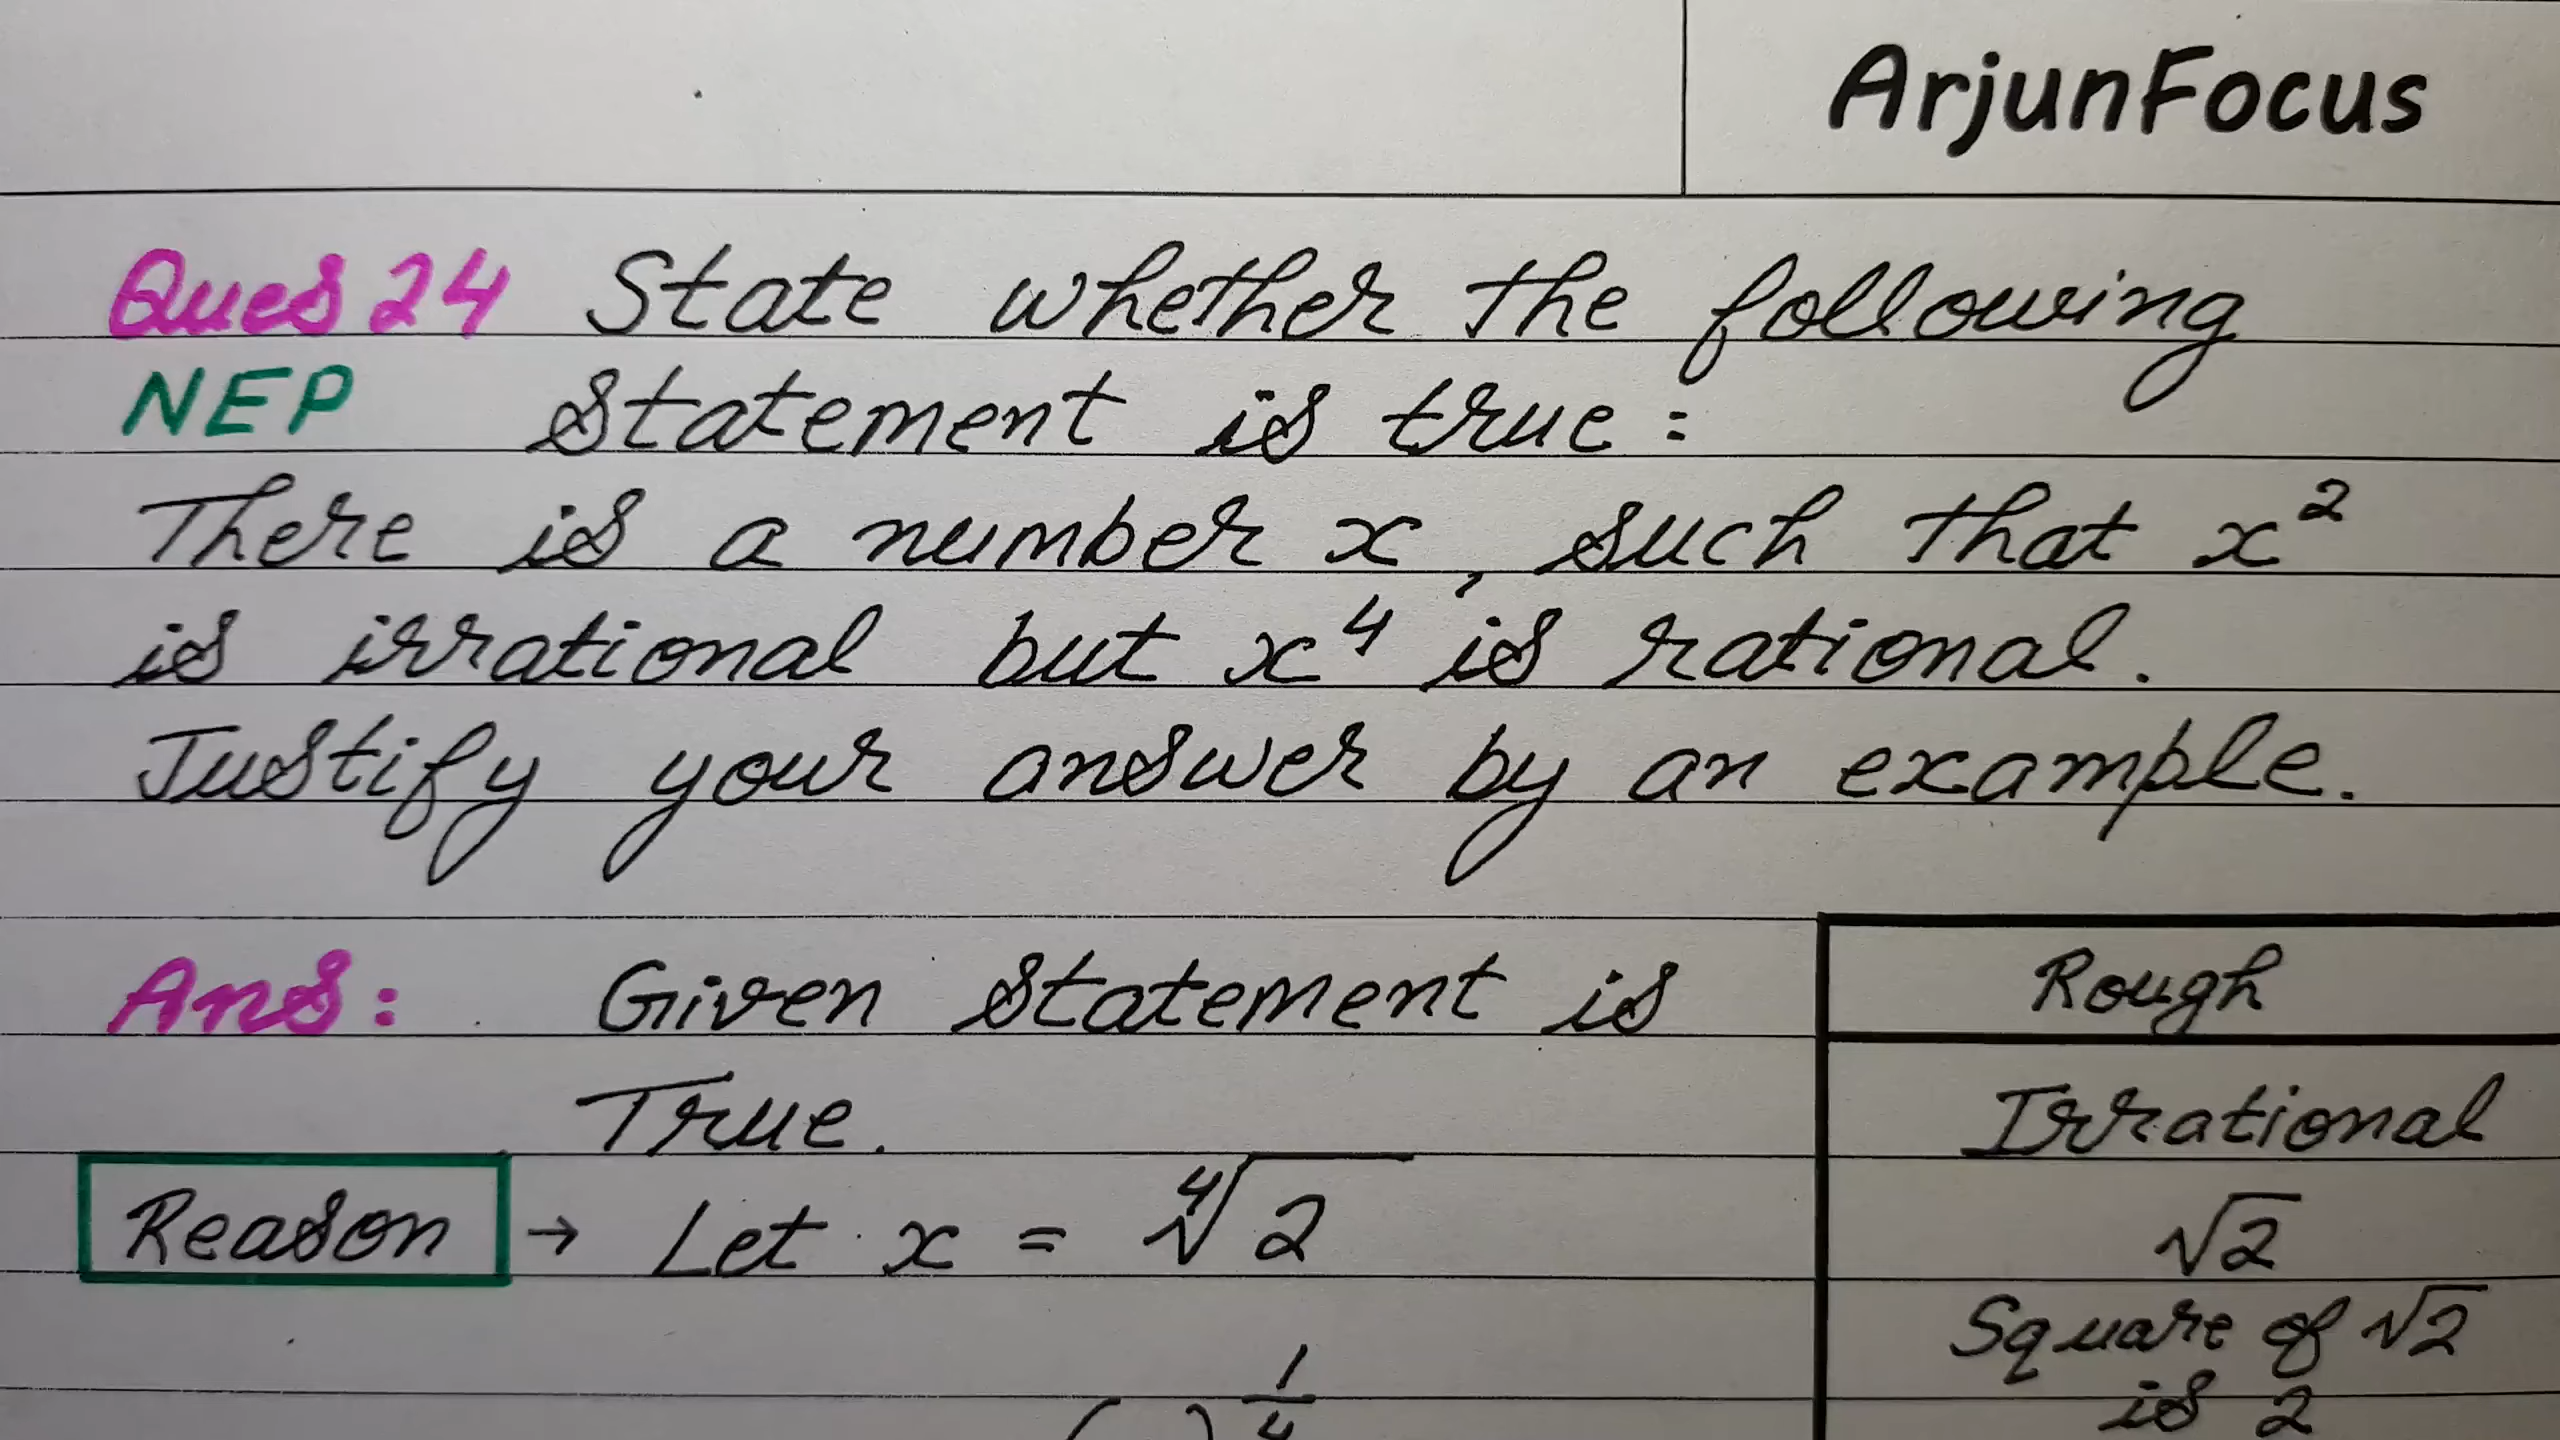 ArjunFocus
Ques 24 State whether the following
NEP Statement is true:
There is a number x, such that x²
is irrational but x⁴ is rational.
Justify your answer by an example.
Ans: Given statement is
True.
Reason → Let x = ⁴√2
( )^1/4
Rough
Irrational
√2
Square of √2
is 2